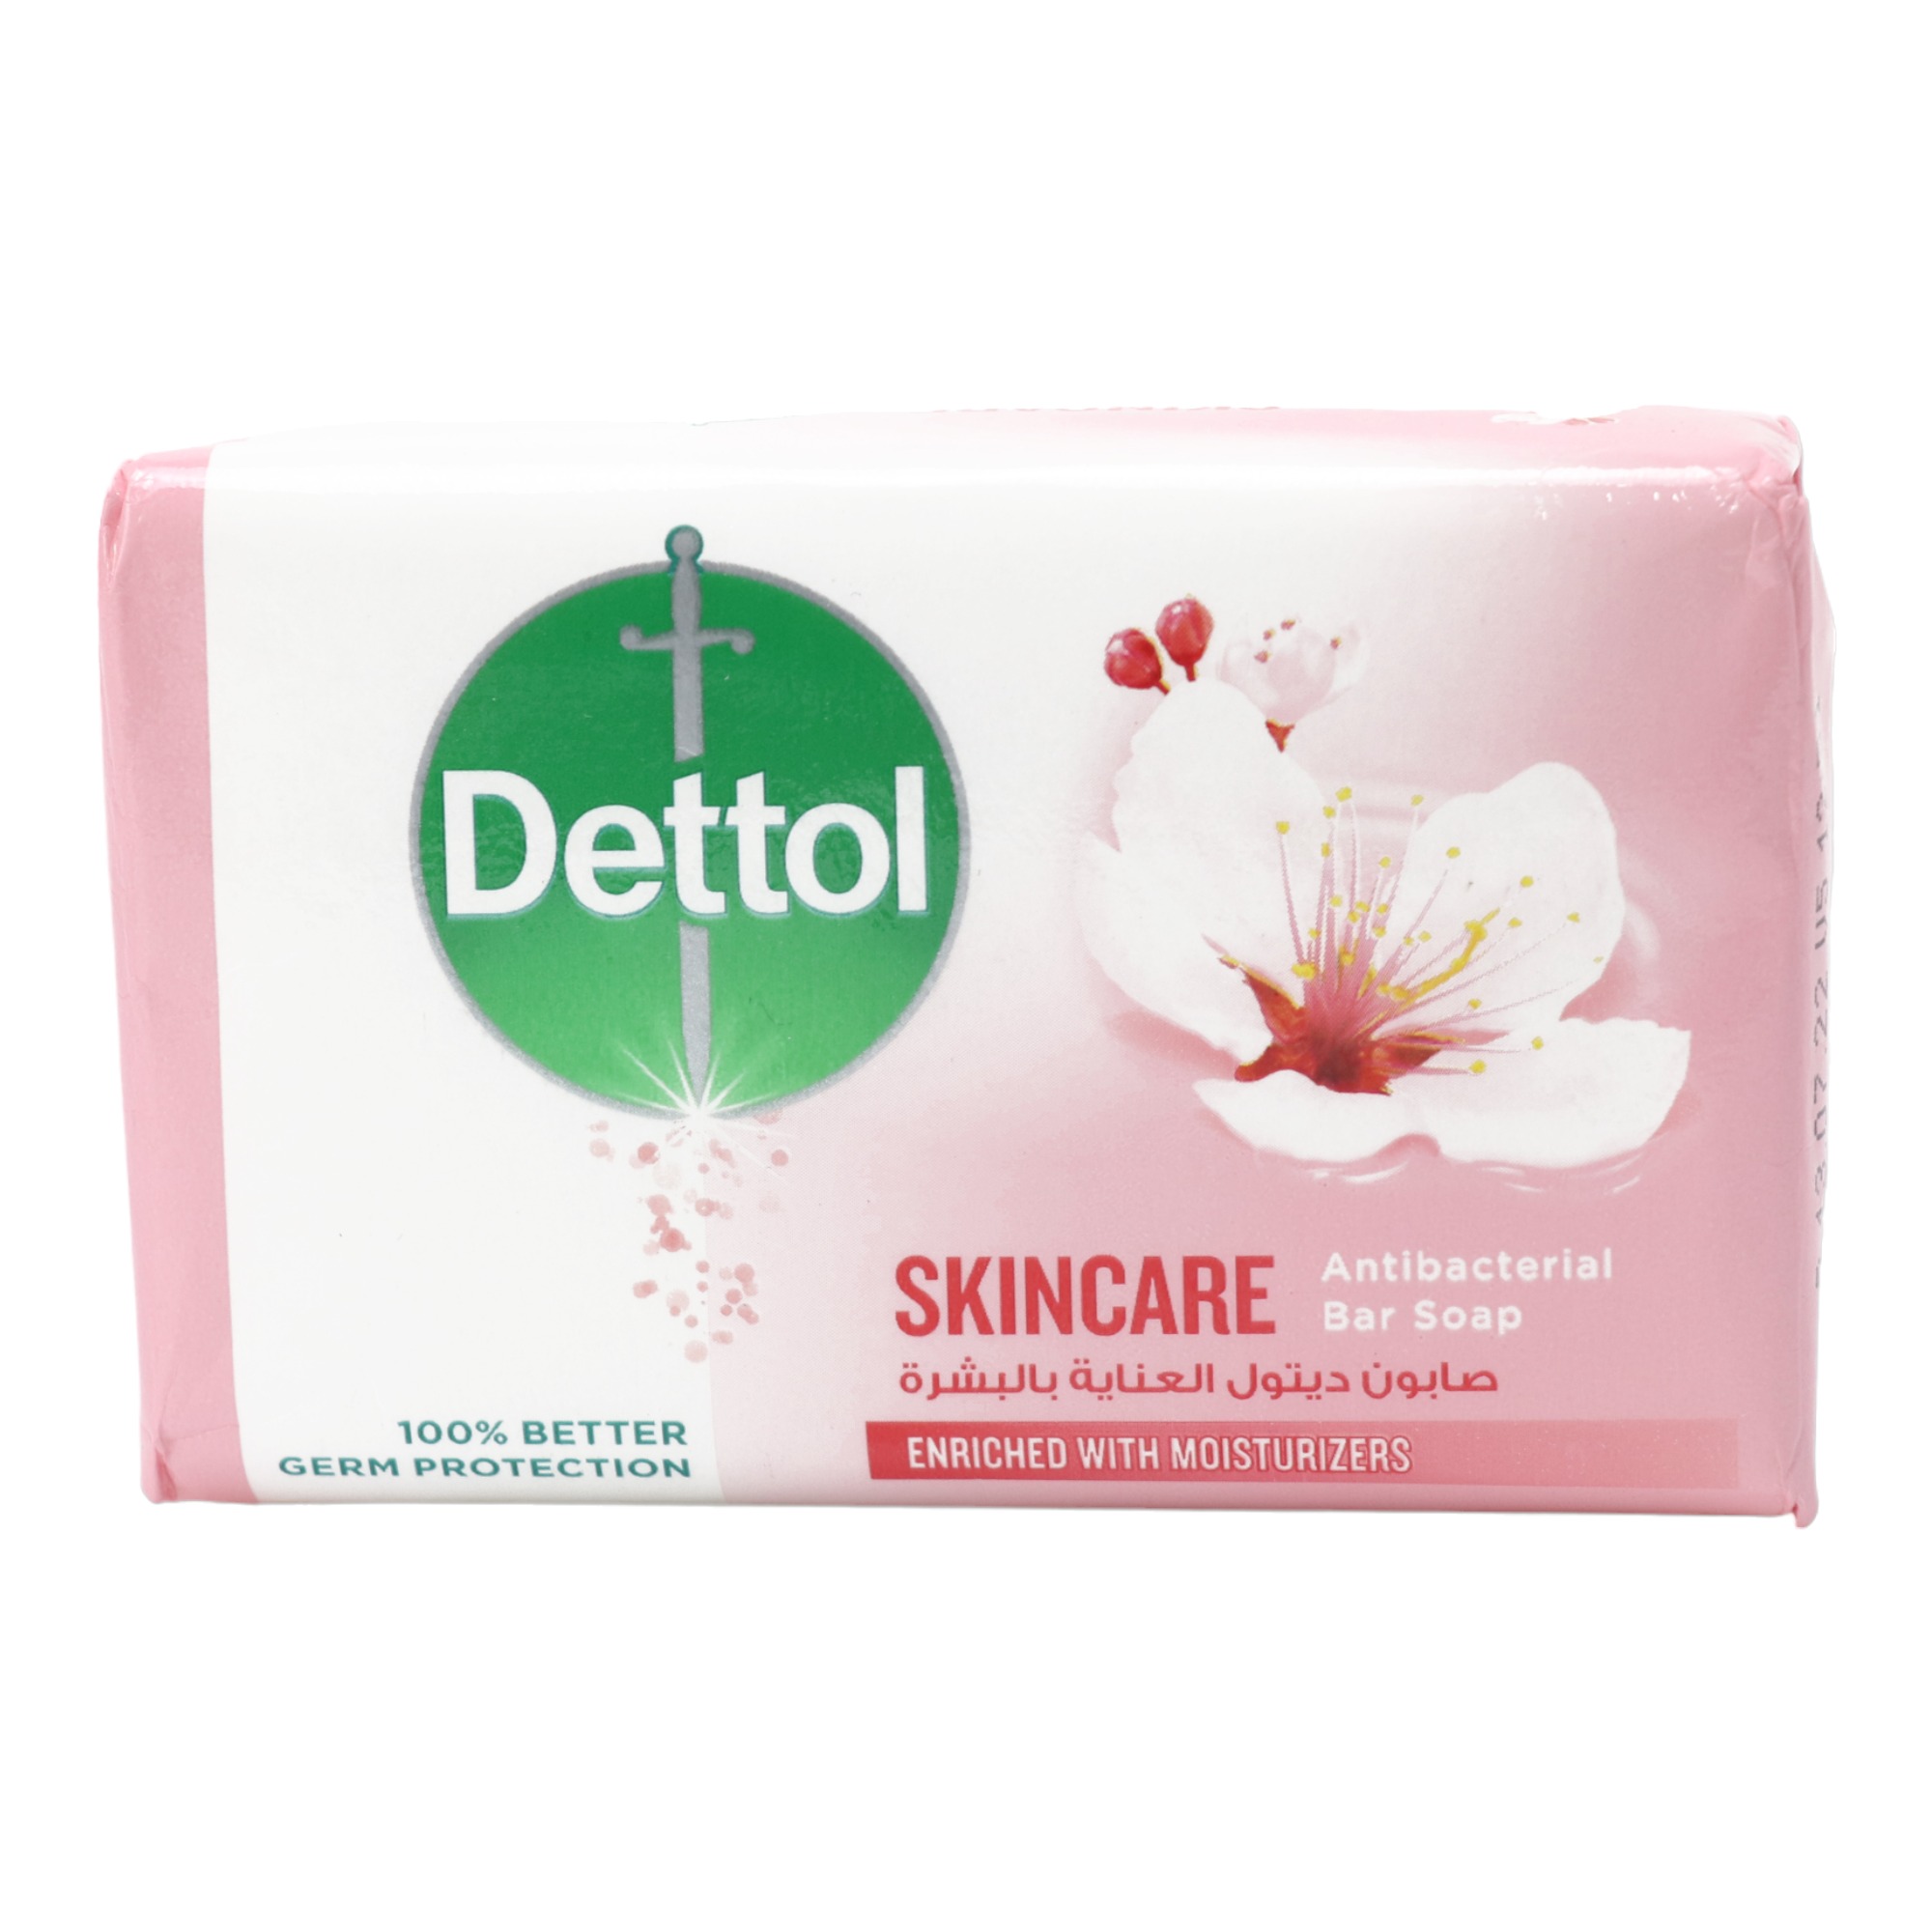 Dettol
SKINCARE
Antibacterial
Bar Soap
صابون ديتول العناية بالبشرة
ENRICHED WITH MOISTURIZERS
100% BETTER
GERM PROTECTION